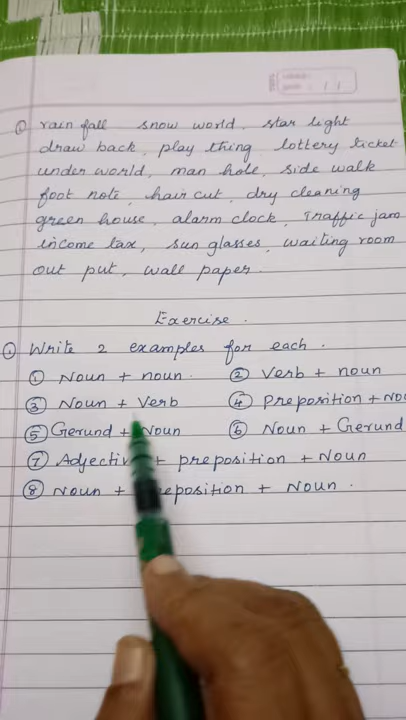 ① rain fall snow world, star light
draw back, play thing, lottery ticket
under world, man hole, side walk
foot note, hair cut, dry cleaning
green house, alarm clock, Traffic jam
income tax, sun glasses, waiting room
out put, wall paper.
Exercise.
① Write 2 examples for each.
① Noun + noun. ② Verb + noun
③ Noun + Verb ④ Preposition + No
⑤ Gerund + Noun ⑥ Noun + Gerund
⑦ Adjectiv + preposition + Noun
⑧ Noun + eposition + Noun.